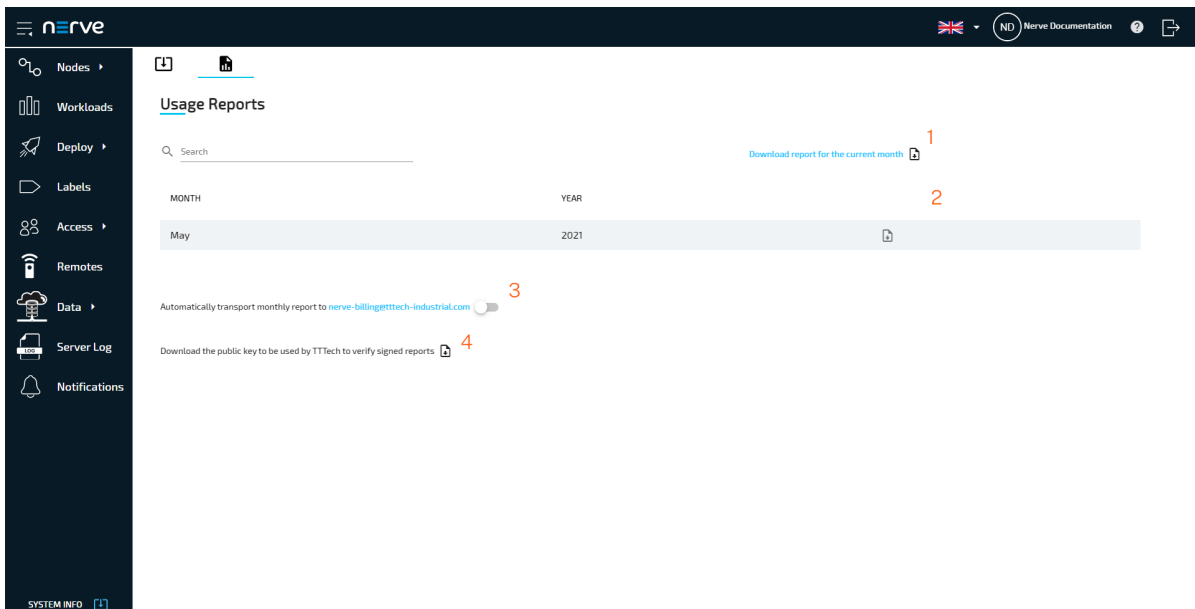 nerve
ND Nerve Documentation ?
Nodes
Workloads
Deploy
Labels
Access
Remotes
Data
LOG Server Log
Notifications
SYSTEM INFO
Usage Reports
Search
1
Download report for the current month
MONTH YEAR 2
May 2021
3
Automatically transport monthly report to nerve-billing@tttech-industrial.com
4
Download the public key to be used by TTTech to verify signed reports